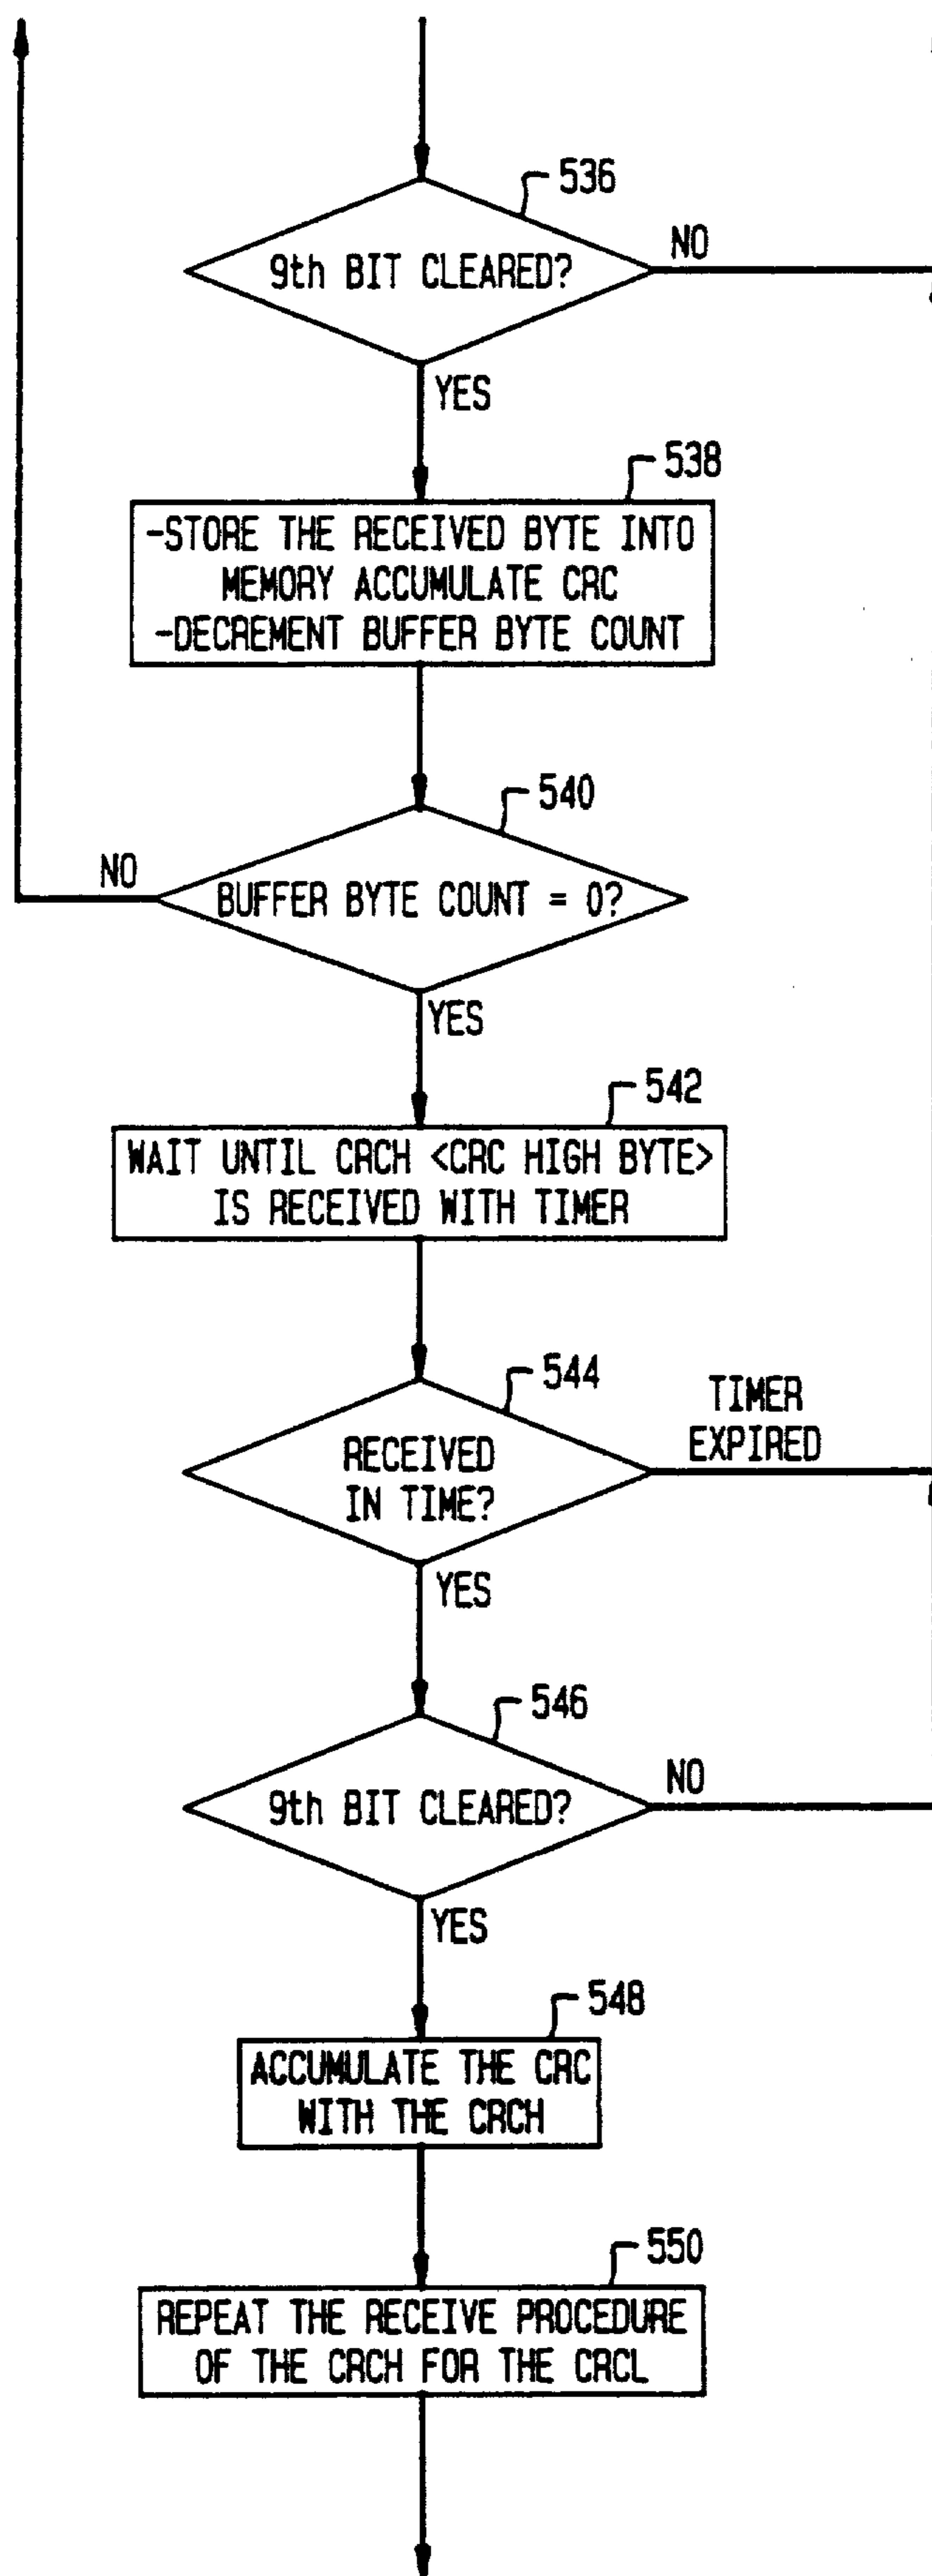 536
9th BIT CLEARED?
NO
YES
538
-STORE THE RECEIVED BYTE INTO
MEMORY ACCUMULATE CRC
-DECREMENT BUFFER BYTE COUNT
540
NO
BUFFER BYTE COUNT = 0?
YES
542
WAIT UNTIL CRCH <CRC HIGH BYTE>
IS RECEIVED WITH TIMER
544
TIMER
EXPIRED
RECEIVED
IN TIME?
YES
546
NO
9th BIT CLEARED?
YES
548
ACCUMULATE THE CRC
WITH THE CRCH
550
REPEAT THE RECEIVE PROCEDURE
OF THE CRCH FOR THE CRCL